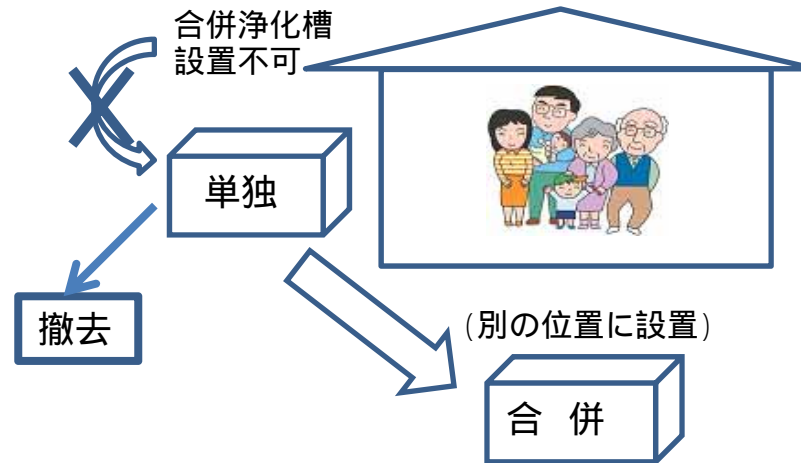 合併浄化槽
設置不可
単独
撤去
(別の位置に設置)
合 併